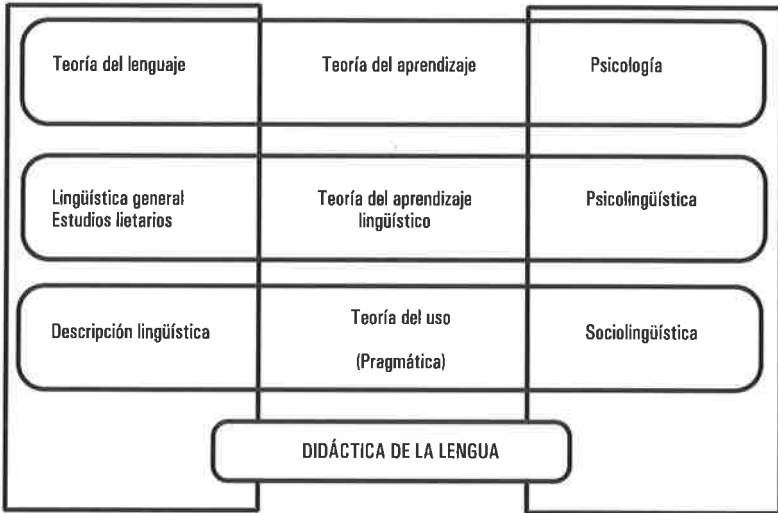 Teoría del lenguaje
Teoría del aprendizaje
Psicología
Lingüística general
Estudios lietarios
Teoría del aprendizaje
lingüístico
Psicolingüística
Descripción lingüística
Teoría del uso
(Pragmática)
Sociolingüística
DIDÁCTICA DE LA LENGUA